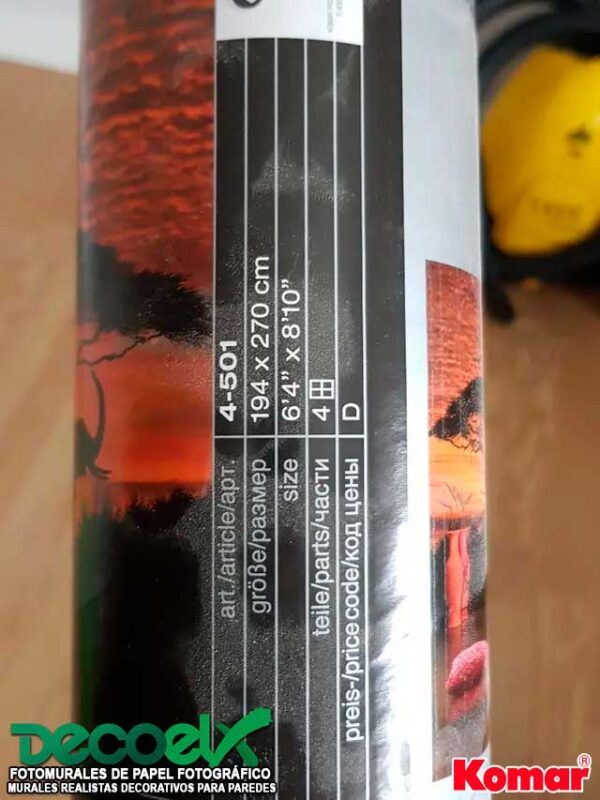 art./article/арт. 4-501
größe/размер 194 x 270 cm
size 6'4" x 8'10"
teile/parts/части 4
preis-/price code/код цены D
DECOELX
FOTOMURALES DE PAPEL FOTOGRÁFICO
MURALES REALISTAS DECORATIVOS PARA PAREDES
Komar®